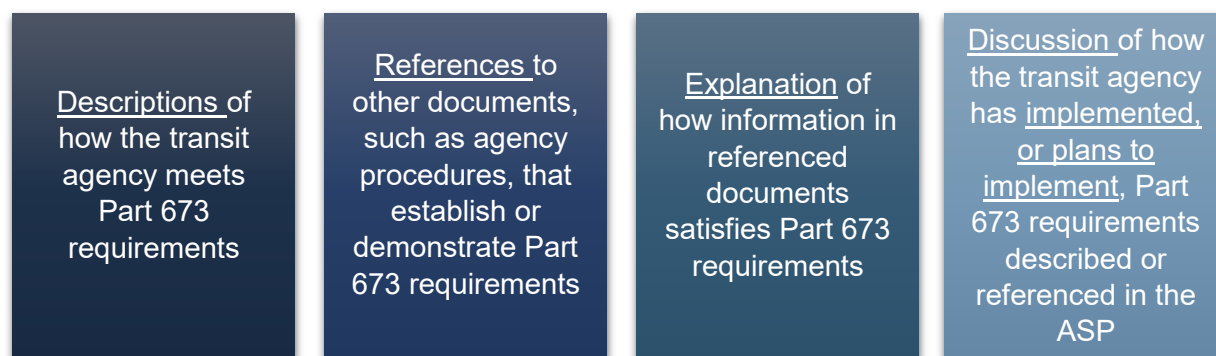 Descriptions of
how the transit
agency meets
Part 673
requirements
References to
other documents,
such as agency
procedures, that
establish or
demonstrate Part
673 requirements
Explanation of
how information in
referenced
documents
satisfies Part 673
requirements
Discussion of how
the transit agency
has implemented,
or plans to
implement, Part
673 requirements
described or
referenced in the
ASP